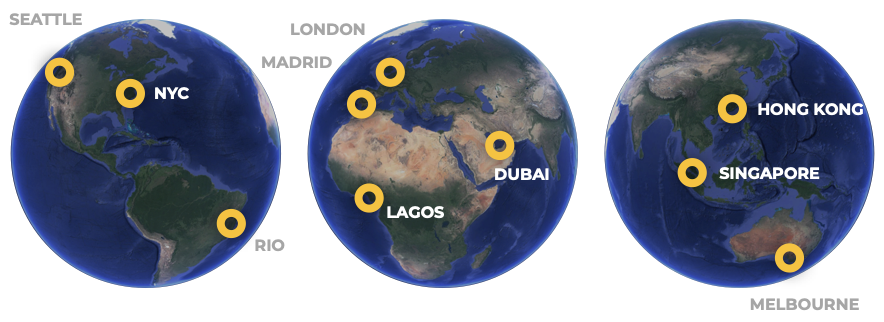 SEATTLE
NYC
RIO
LONDON
MADRID
DUBAI
LAGOS
HONG KONG
SINGAPORE
MELBOURNE